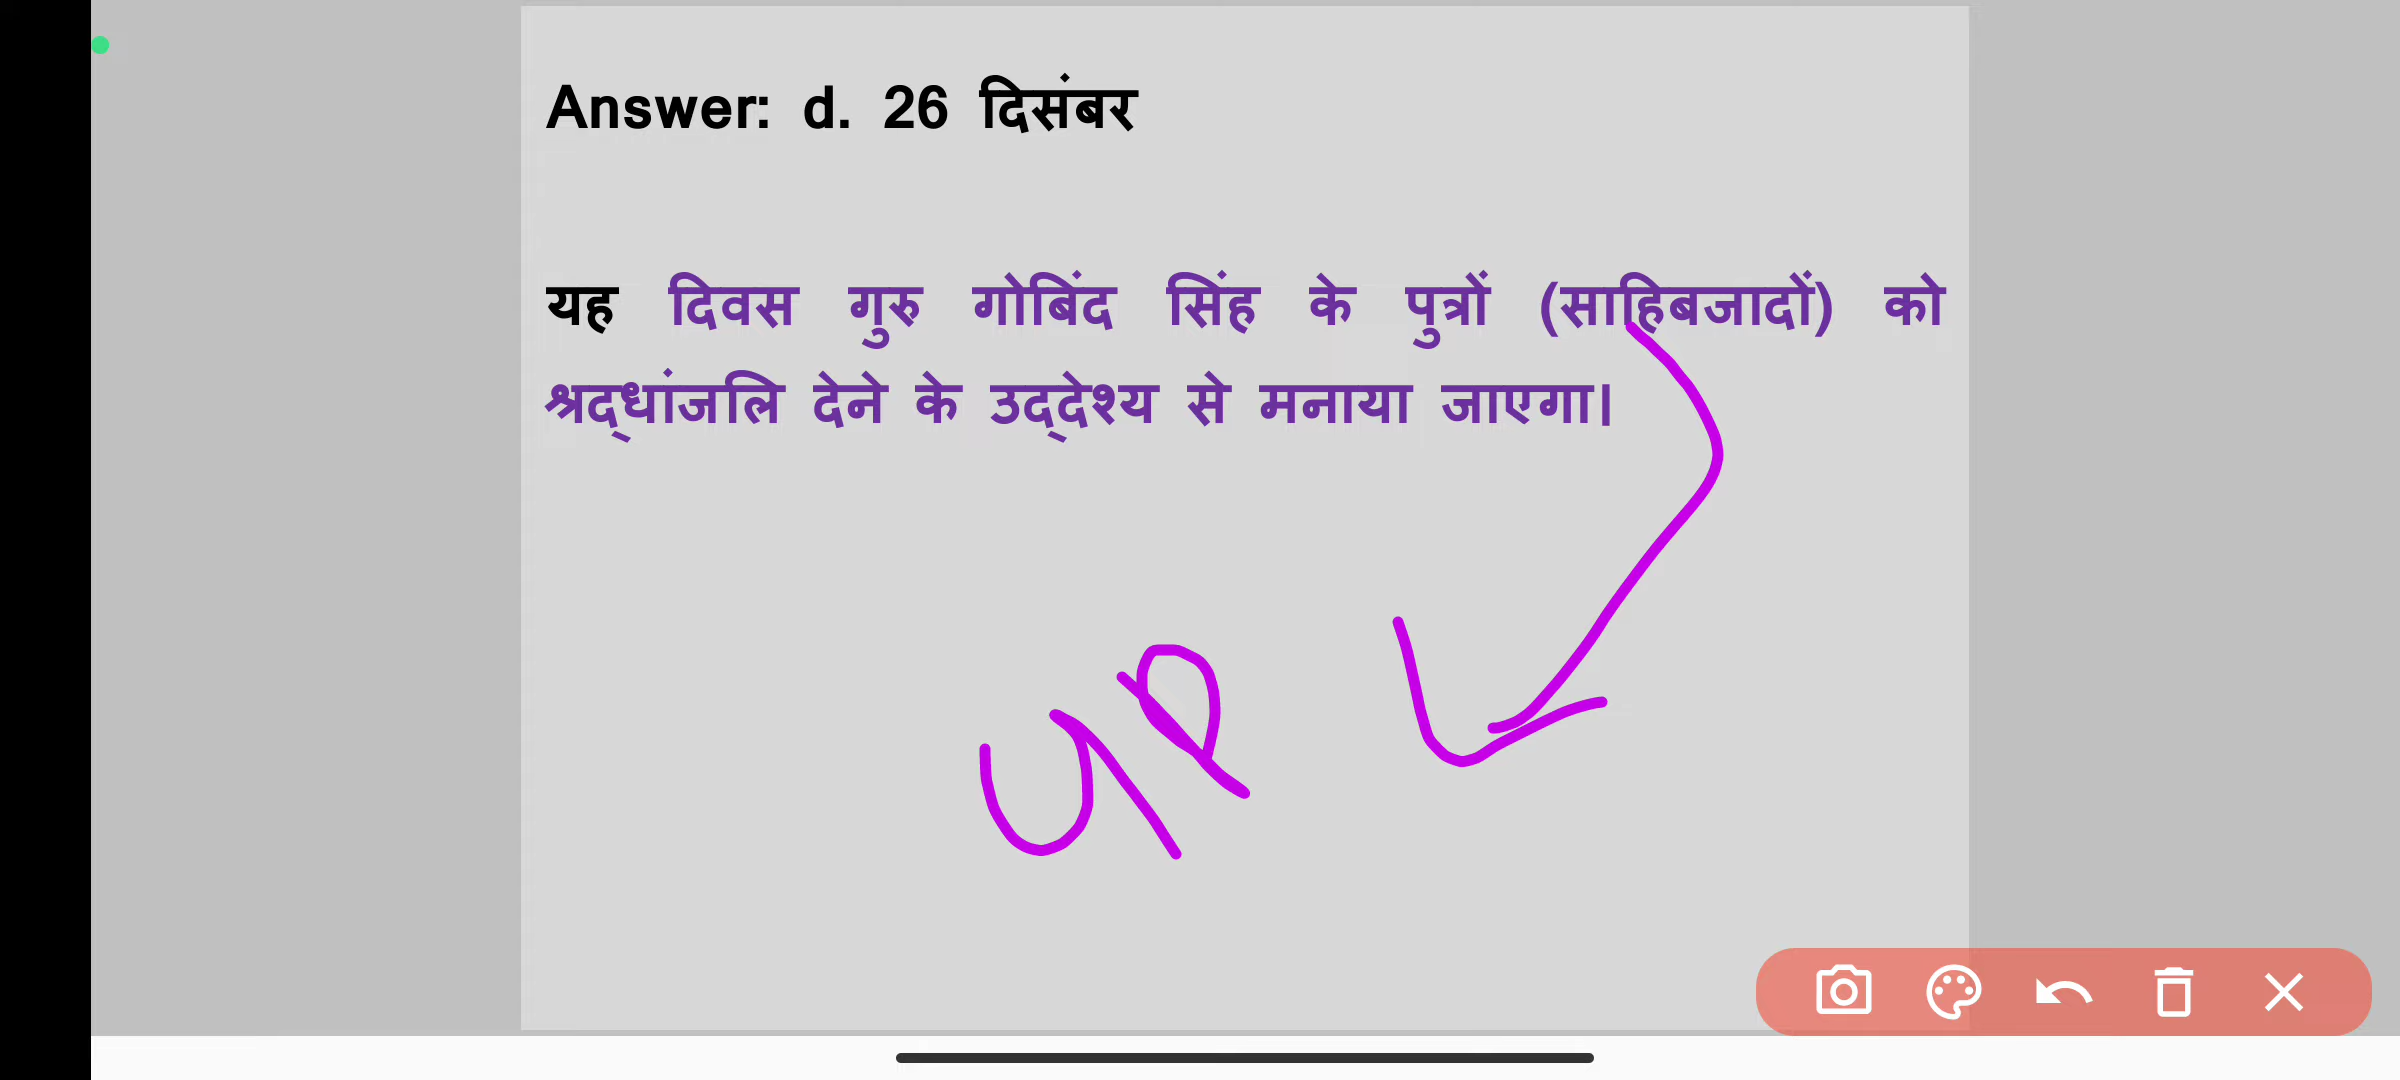 Answer: d. 26 दिसंबर
यह दिवस गुरु गोबिंद सिंह के पुत्रों (साहिबजादों) को
श्रद्धांजलि देने के उद्देश्य से मनाया जाएगा।
UP